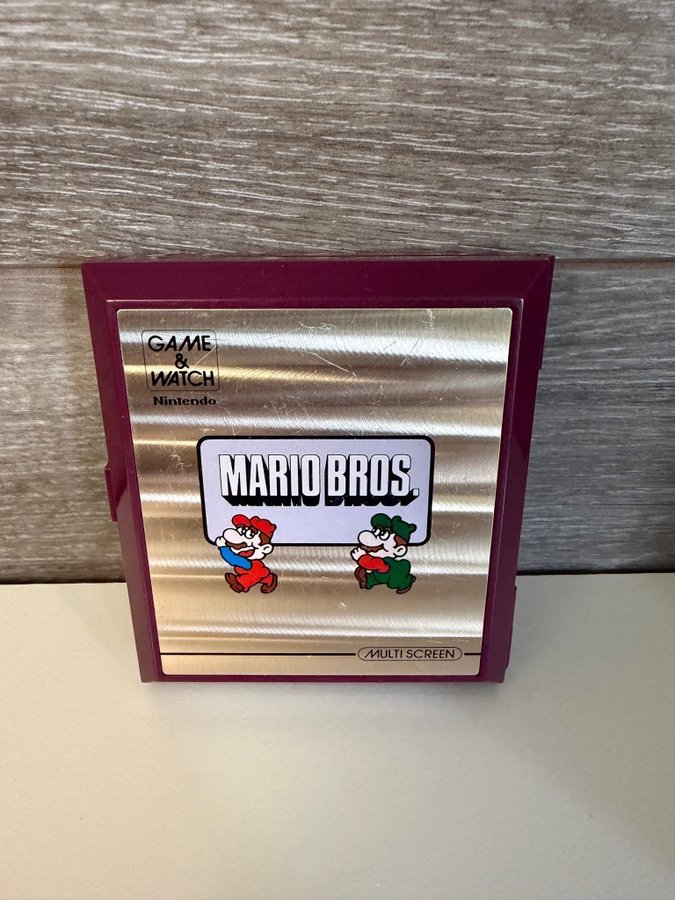 GAME
&
WATCH
Nintendo
MARIO BROS.
MULTI SCREEN